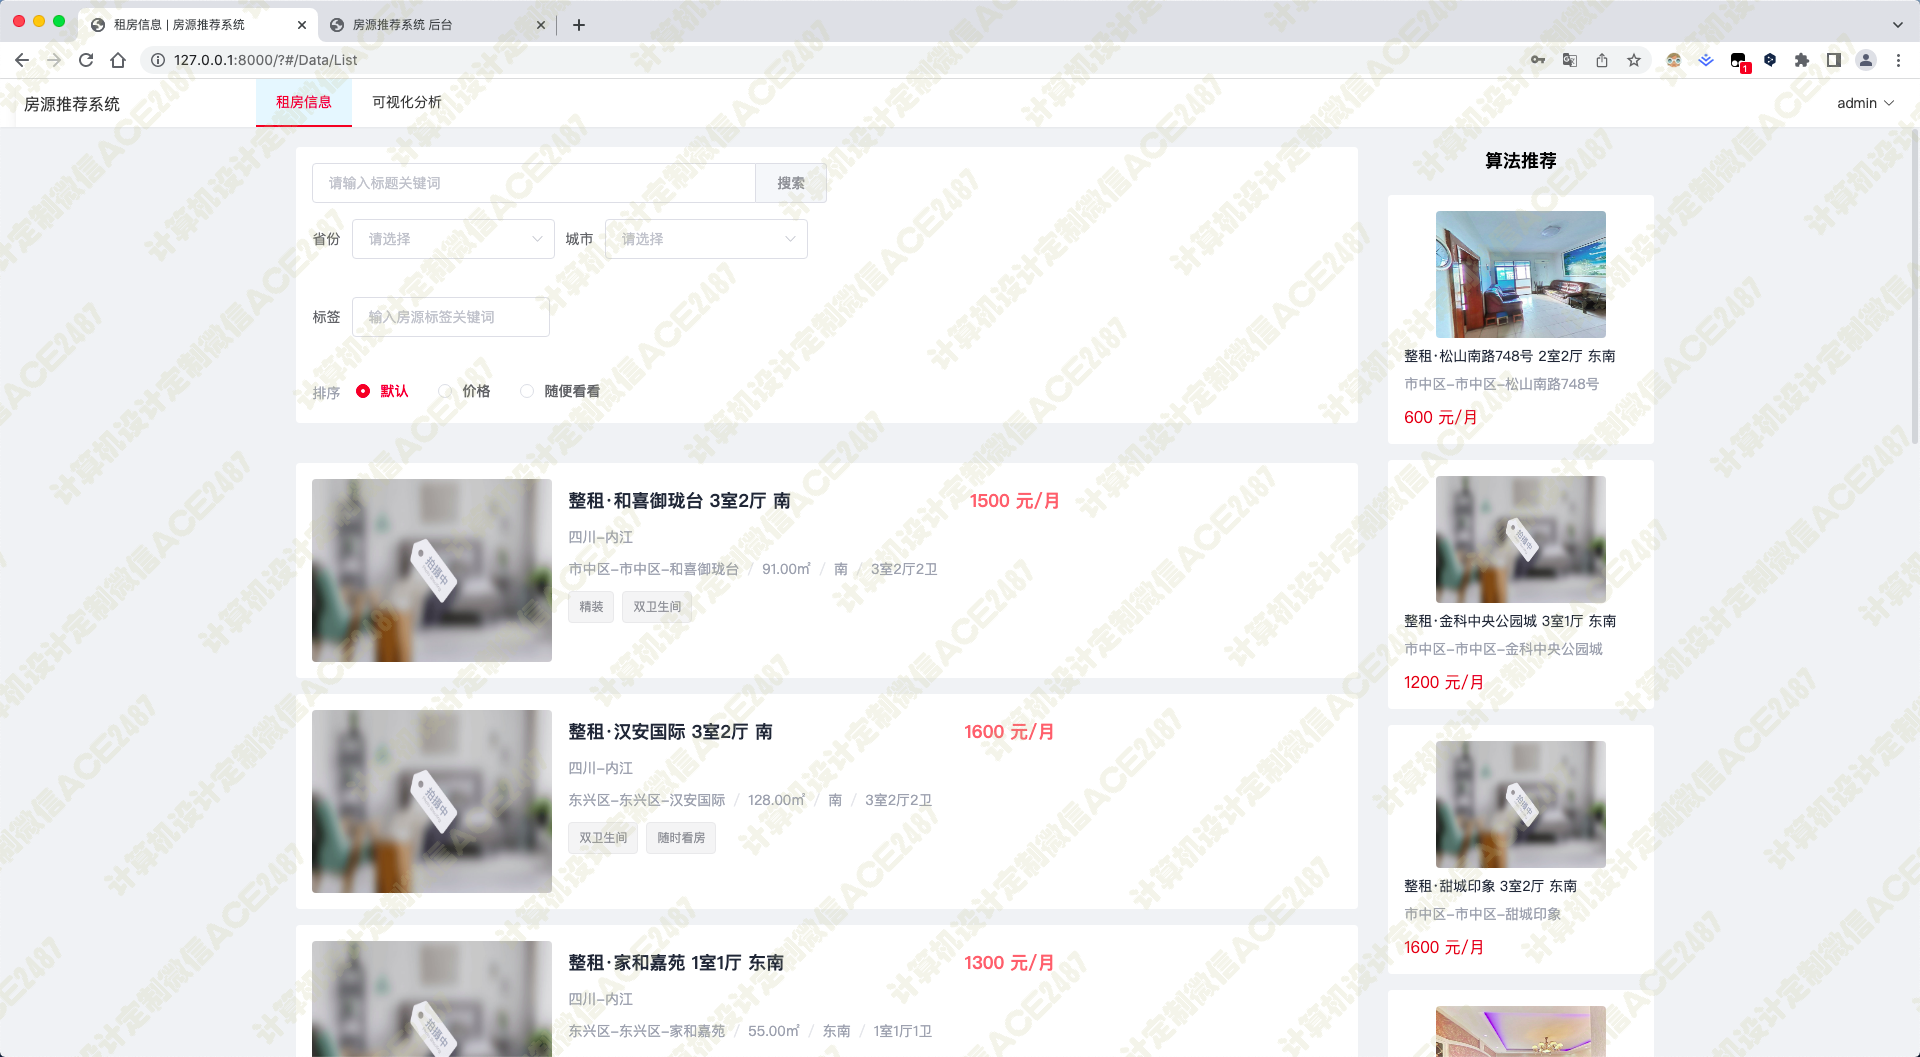 租房信息 | 房源推荐系统
房源推荐系统 后台
127.0.0.1:8000/?#/Data/List
1
房源推荐系统
租房信息
可视化分析
admin
请输入标题关键词
搜索
省份
请选择
城市
请选择
标签
输入房源标签关键词
排序
默认
价格
随便看看
整租·和喜御珑台 3室2厅 南
1500 元/月
四川-内江
市中区-市中区-和喜御珑台 / 91.00㎡ / 南 / 3室2厅2卫
精装
双卫生间
拍摄中
整租·汉安国际 3室2厅 南
1600 元/月
四川-内江
东兴区-东兴区-汉安国际 / 128.00㎡ / 南 / 3室2厅2卫
双卫生间
随时看房
拍摄中
整租·家和嘉苑 1室1厅 东南
1300 元/月
四川-内江
东兴区-东兴区-家和嘉苑 / 55.00㎡ / 东南 / 1室1厅1卫
拍摄中
算法推荐
整租·松山南路748号 2室2厅 东南
市中区-市中区-松山南路748号
600 元/月
拍摄中
整租·金科中央公园城 3室1厅 东南
市中区-市中区-金科中央公园城
1200 元/月
拍摄中
整租·甜城印象 3室2厅 东南
市中区-市中区-甜城印象
1600 元/月
计算机设计定制微信ACE2487